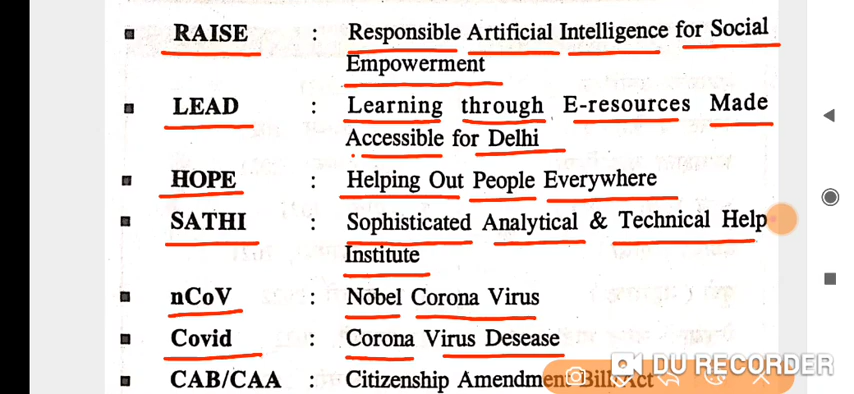 RAISE : Responsible Artificial Intelligence for Social
Empowerment
LEAD : Learning through E-resources Made
Accessible for Delhi
HOPE : Helping Out People Everywhere
SATHI : Sophisticated Analytical & Technical Help
Institute
nCoV : Nobel Corona Virus
Covid : Corona Virus Desease
CAB/CAA : Citizenship Amendment Bill Act
DU RECORDER